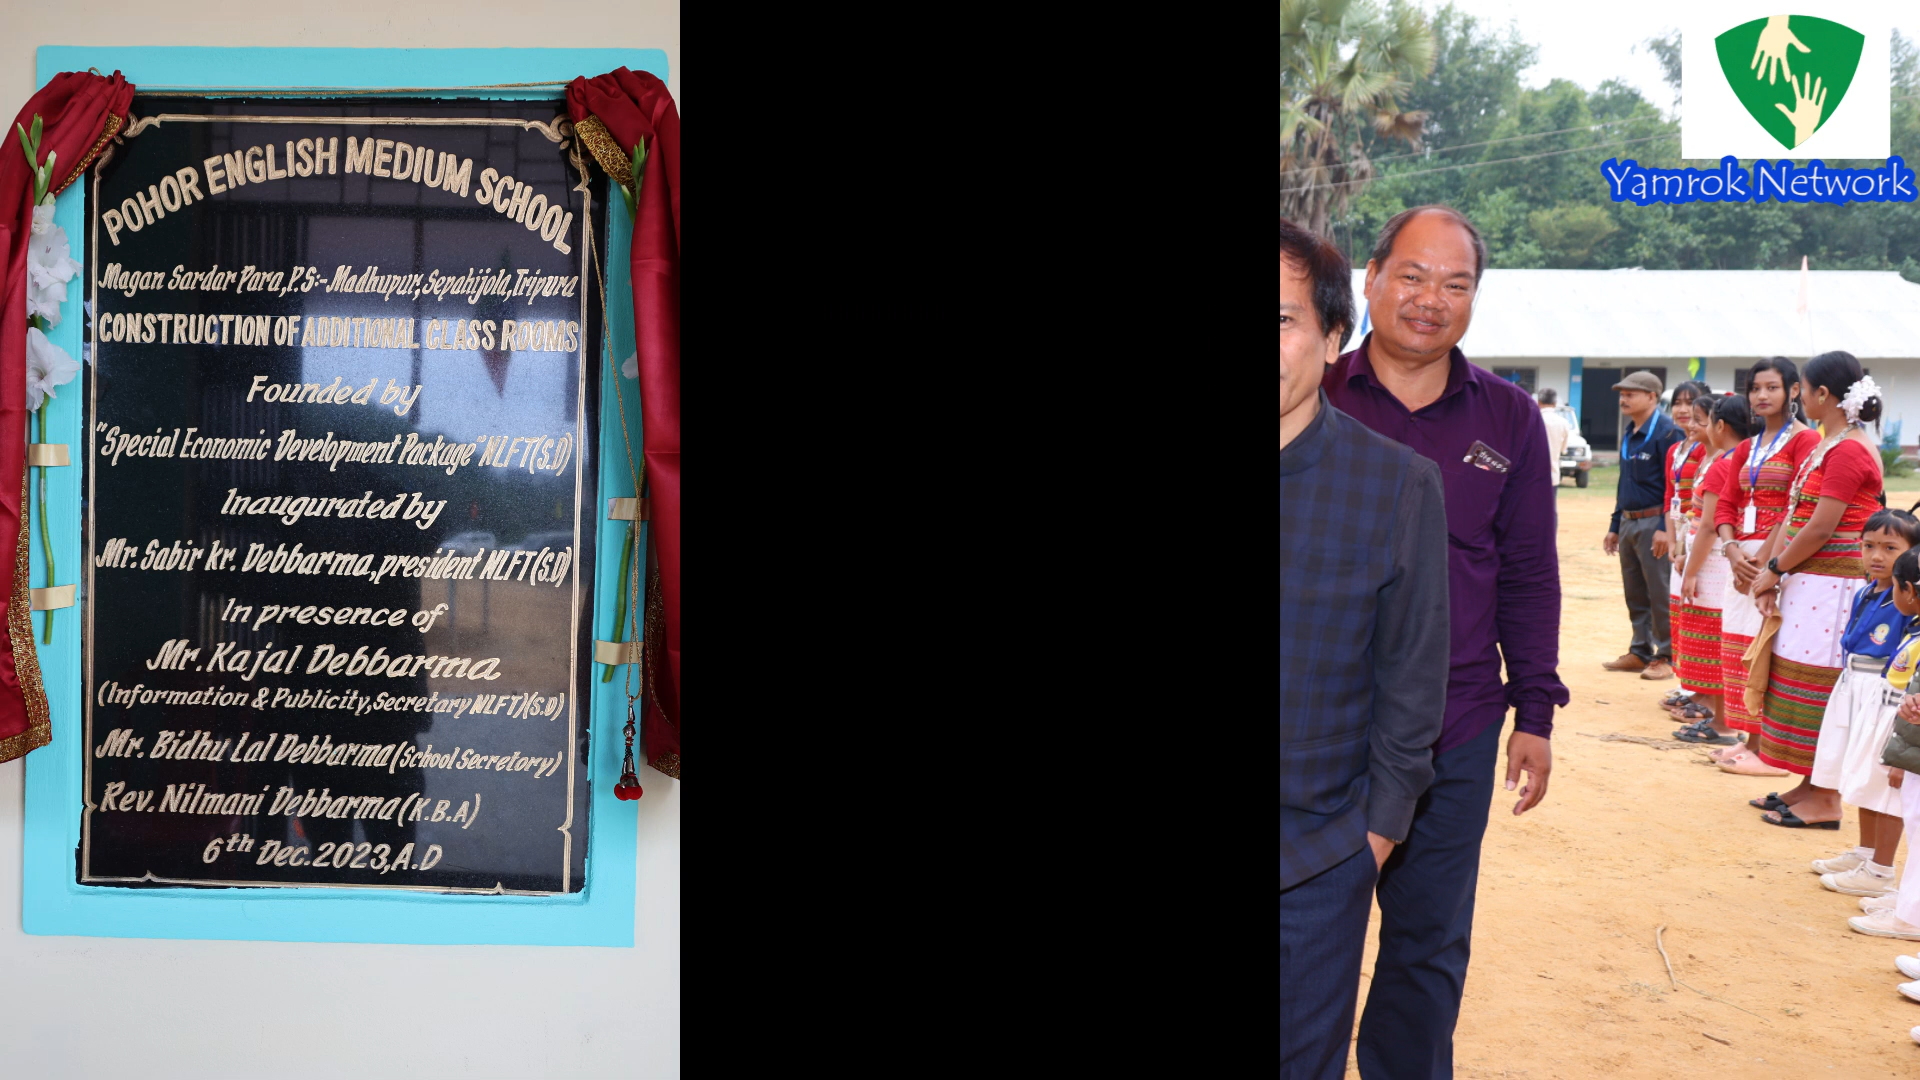 POHOR ENGLISH MEDIUM SCHOOL
Magan Sardar Para, P.S:- Madhupur, Sepahijola, Tripura
CONSTRUCTION OF ADDITIONAL CLASS ROOMS
Founded by
"Special Economic Development Package" NLFT(S.D)
Inaugurated by
Mr. Sabir kr. Debbarma, president NLFT(S.D)
In presence of
Mr. Kajal Debbarma
(Information & Publicity, Secretary NLFT)(S.D)
Mr. Bidhu Lal Debbarma (School Secretory)
Rev. Nilmani Debbarma (K.B.A)
6th Dec. 2023, A.D
Yamrok Network